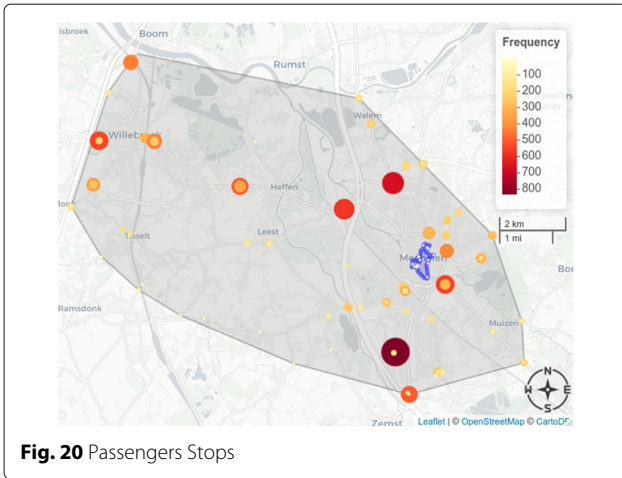 isbroek
Boom
Rumst
Frequency
100
200
300
400
500
600
700
800
Walem
Willebroek
Heffen
2 km
1 mi
Leest
Tisselt
Ramsdonk
Muizen
N
W E
S
Zemst
Leaflet | © OpenStreetMap © CartoDB
Fig. 20 Passengers Stops